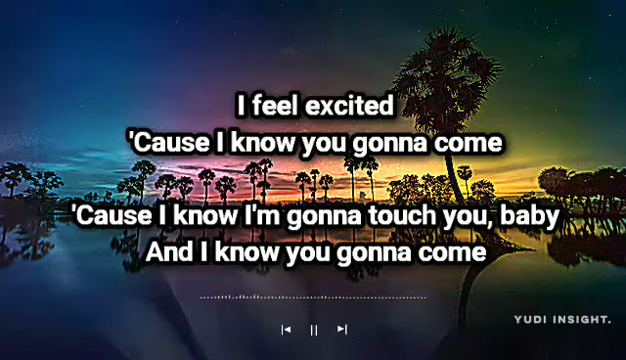 I feel excited
'Cause I know you gonna come
'Cause I know I'm gonna touch you, baby
And I know you gonna come
YUDI INSIGHT.